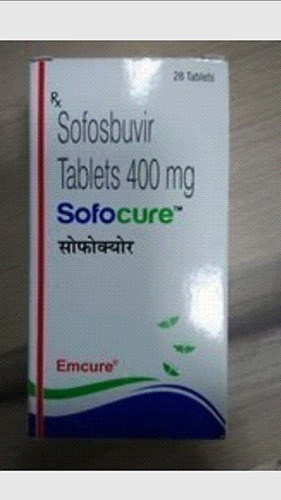 28 Tablets
Rx
Sofosbuvir
Tablets 400 mg
Sofocure™
सोफोक्योर
Emcure®